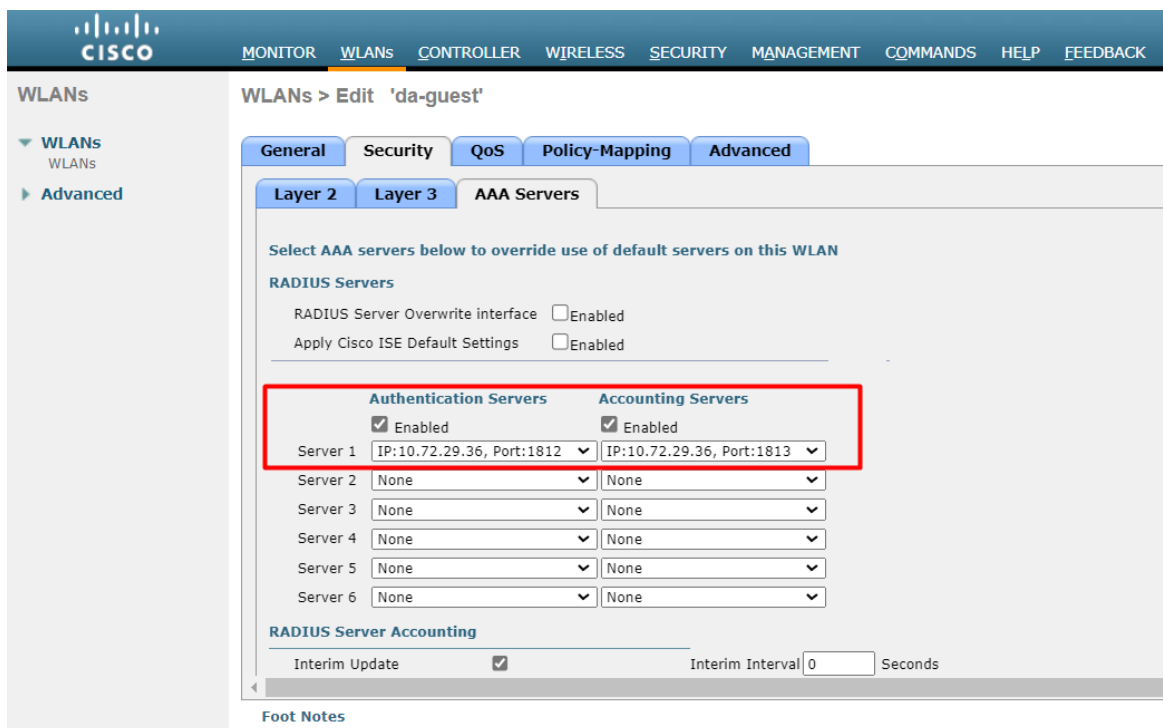 CISCO
MONITOR WLANs CONTROLLER WIRELESS SECURITY MANAGEMENT COMMANDS HELP FEEDBACK
WLANs
WLANs > Edit 'da-guest'
WLANs
WLANs
Advanced
General Security QoS Policy-Mapping Advanced
Layer 2 Layer 3 AAA Servers
Select AAA servers below to override use of default servers on this WLAN
RADIUS Servers
RADIUS Server Overwrite interface Enabled
Apply Cisco ISE Default Settings Enabled
Authentication Servers Accounting Servers
Enabled Enabled
Server 1 IP:10.72.29.36, Port:1812 IP:10.72.29.36, Port:1813
Server 2 None None
Server 3 None None
Server 4 None None
Server 5 None None
Server 6 None None
RADIUS Server Accounting
Interim Update Interim Interval 0 Seconds
Foot Notes